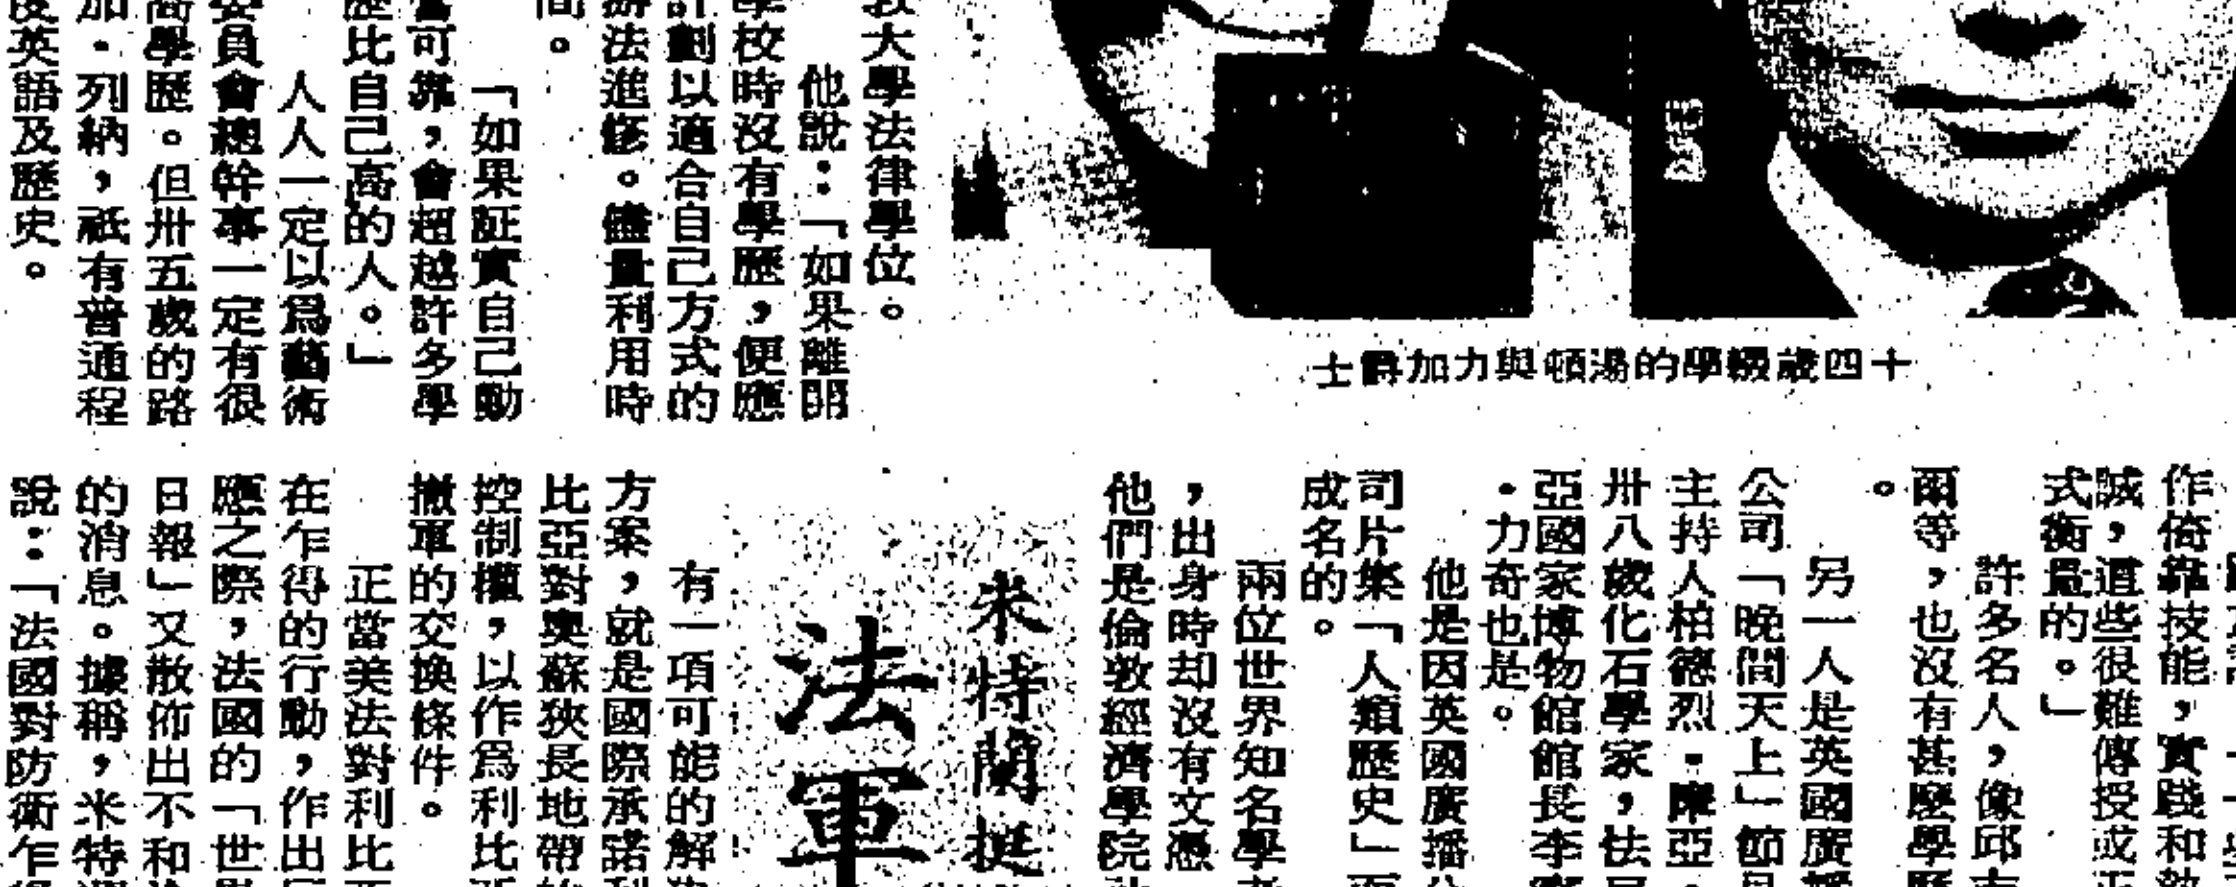 十四歲輟學的湯頓與力加爵士
大學法律學位。
他說：「如果離開
學校時沒有學歷，便應
計劃以適合自己方式的
辦法進修。儘量利用時
間。
「如果証實自己勤
奮可靠，會超越許多學
歷比自己高的人。」
人人一定以爲藝術
委員會總幹事一定有很
高學歷。但卅五歲的路
加・列納，祇有普通程
度英語及歷史。
作倚靠技能，實踐和
誠，這些很難傳授或正
式衡量的。」
許多名人，像邱吉
爾等，也沒有甚麼學歷
。
另一人是英國廣播
公司「晚間天上」節目
主持人柏德烈・摩亞。
卅八歲化石學家，法
亞國家博物館館長李察
・力奇也是。
他是因英國廣播公
司片集「人類歷史」而
成名的。
兩位世界知名學者
，出身時却沒有文憑
他們是倫敦經濟學院
米特蘭挺
法軍
有一項可能的解決
方案，就是國際承諾利
比亞對奧蘇狹長地帶
控制權，以作爲利比亞
撤軍的交換條件。
正當美法對利比亞
在乍得的行動，作出反
應之際，法國的「世界
日報」又散佈出不和
的消息。據稱，米特
說：「法國對防衛乍得